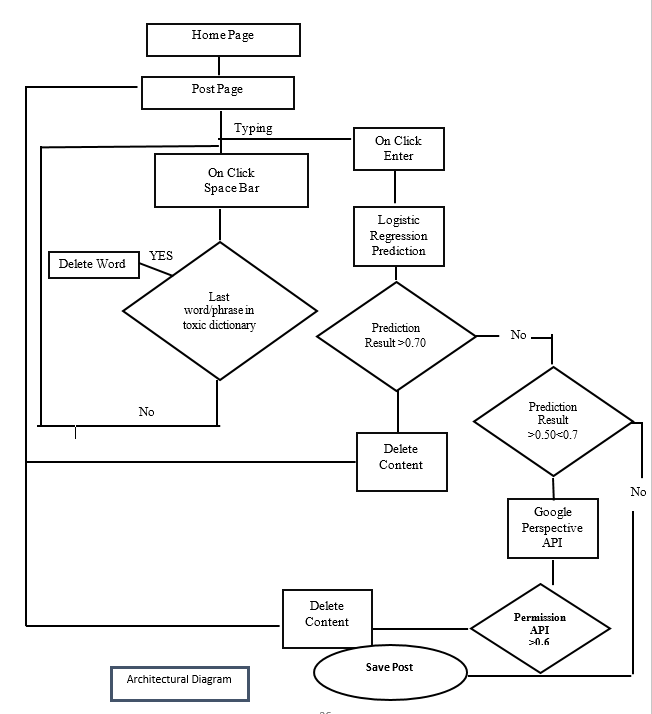 Home Page
Post Page
Typing
On Click
Enter
On Click
Space Bar
Logistic
Regression
Prediction
Delete Word
YES
Last
word/phrase in
toxic dictionary
Prediction
Result >0.70
No
Prediction
Result
>0.50<0.7
No
Delete
Content
No
Google
Perspective
API
Delete
Content
Permission
API
>0.6
Save Post
Architectural Diagram